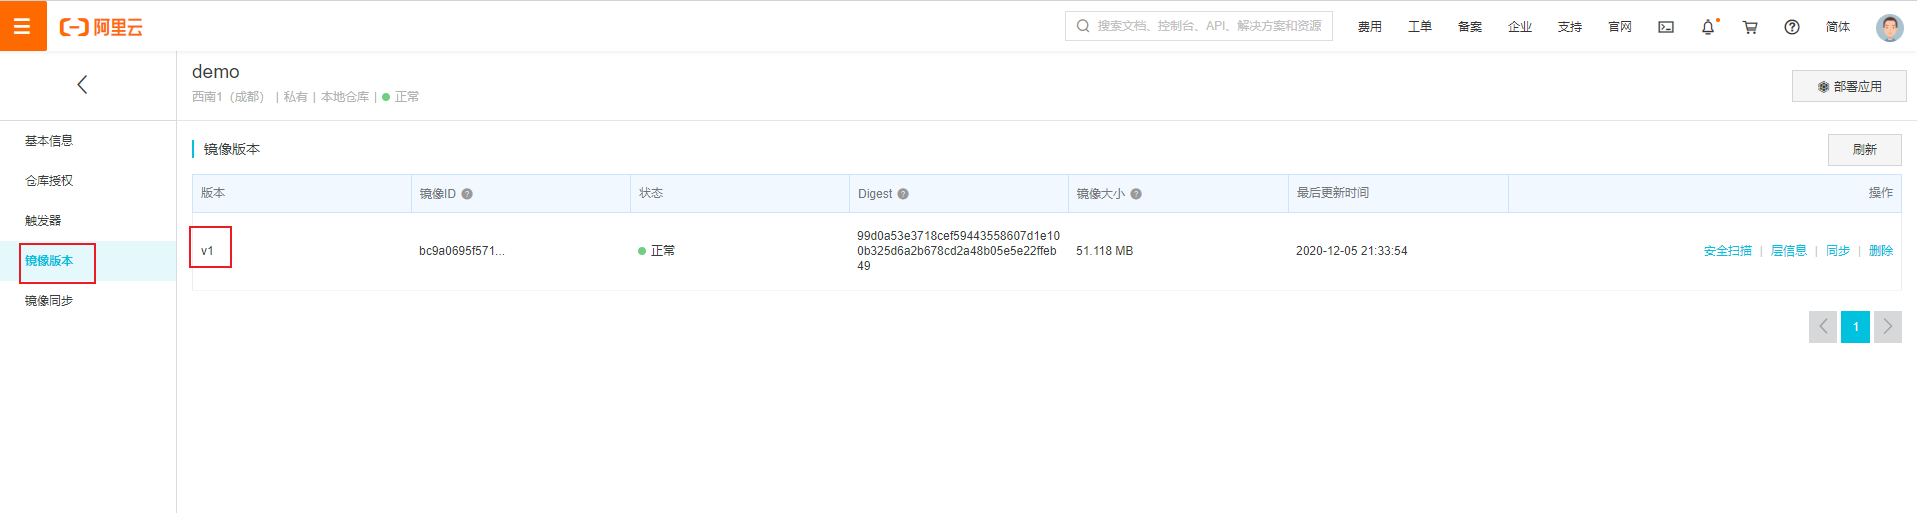 阿里云
搜索文档、控制台、API、解决方案和资源
费用 工单 备案 企业 支持 官网 简体
demo
西南1（成都） | 私有 | 本地仓库 | 正常
部署应用
基本信息
仓库授权
触发器
镜像版本
镜像同步
镜像版本
刷新
版本 镜像ID 状态 Digest 镜像大小 最后更新时间 操作
v1 bc9a0695f571... 正常
99d0a53e3718cef59443558607d1e10
0b325d6a2b678cd2a48b05e5e22ffeb
49
51.118 MB 2020-12-05 21:33:54 安全扫描 | 层信息 | 同步 | 删除
1